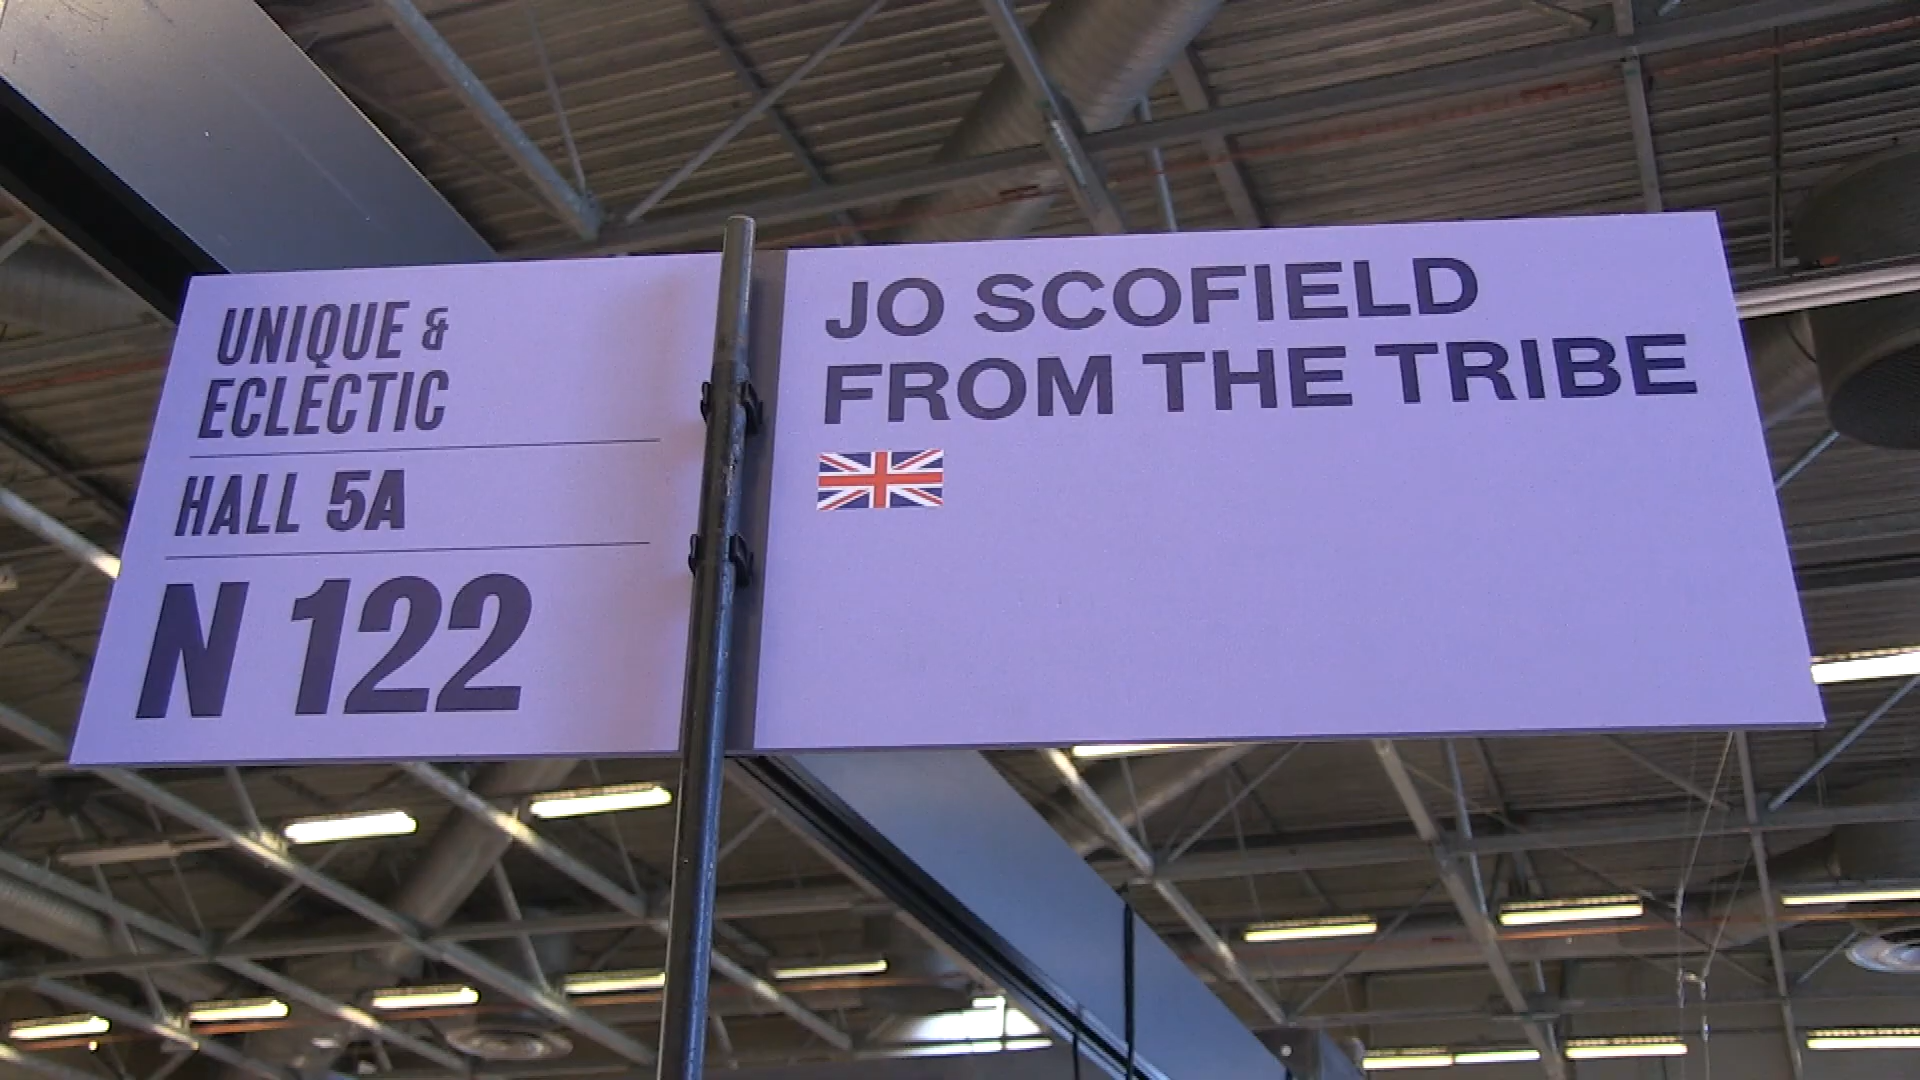 UNIQUE &
ECLECTIC
HALL 5A
N 122
JO SCOFIELD
FROM THE TRIBE